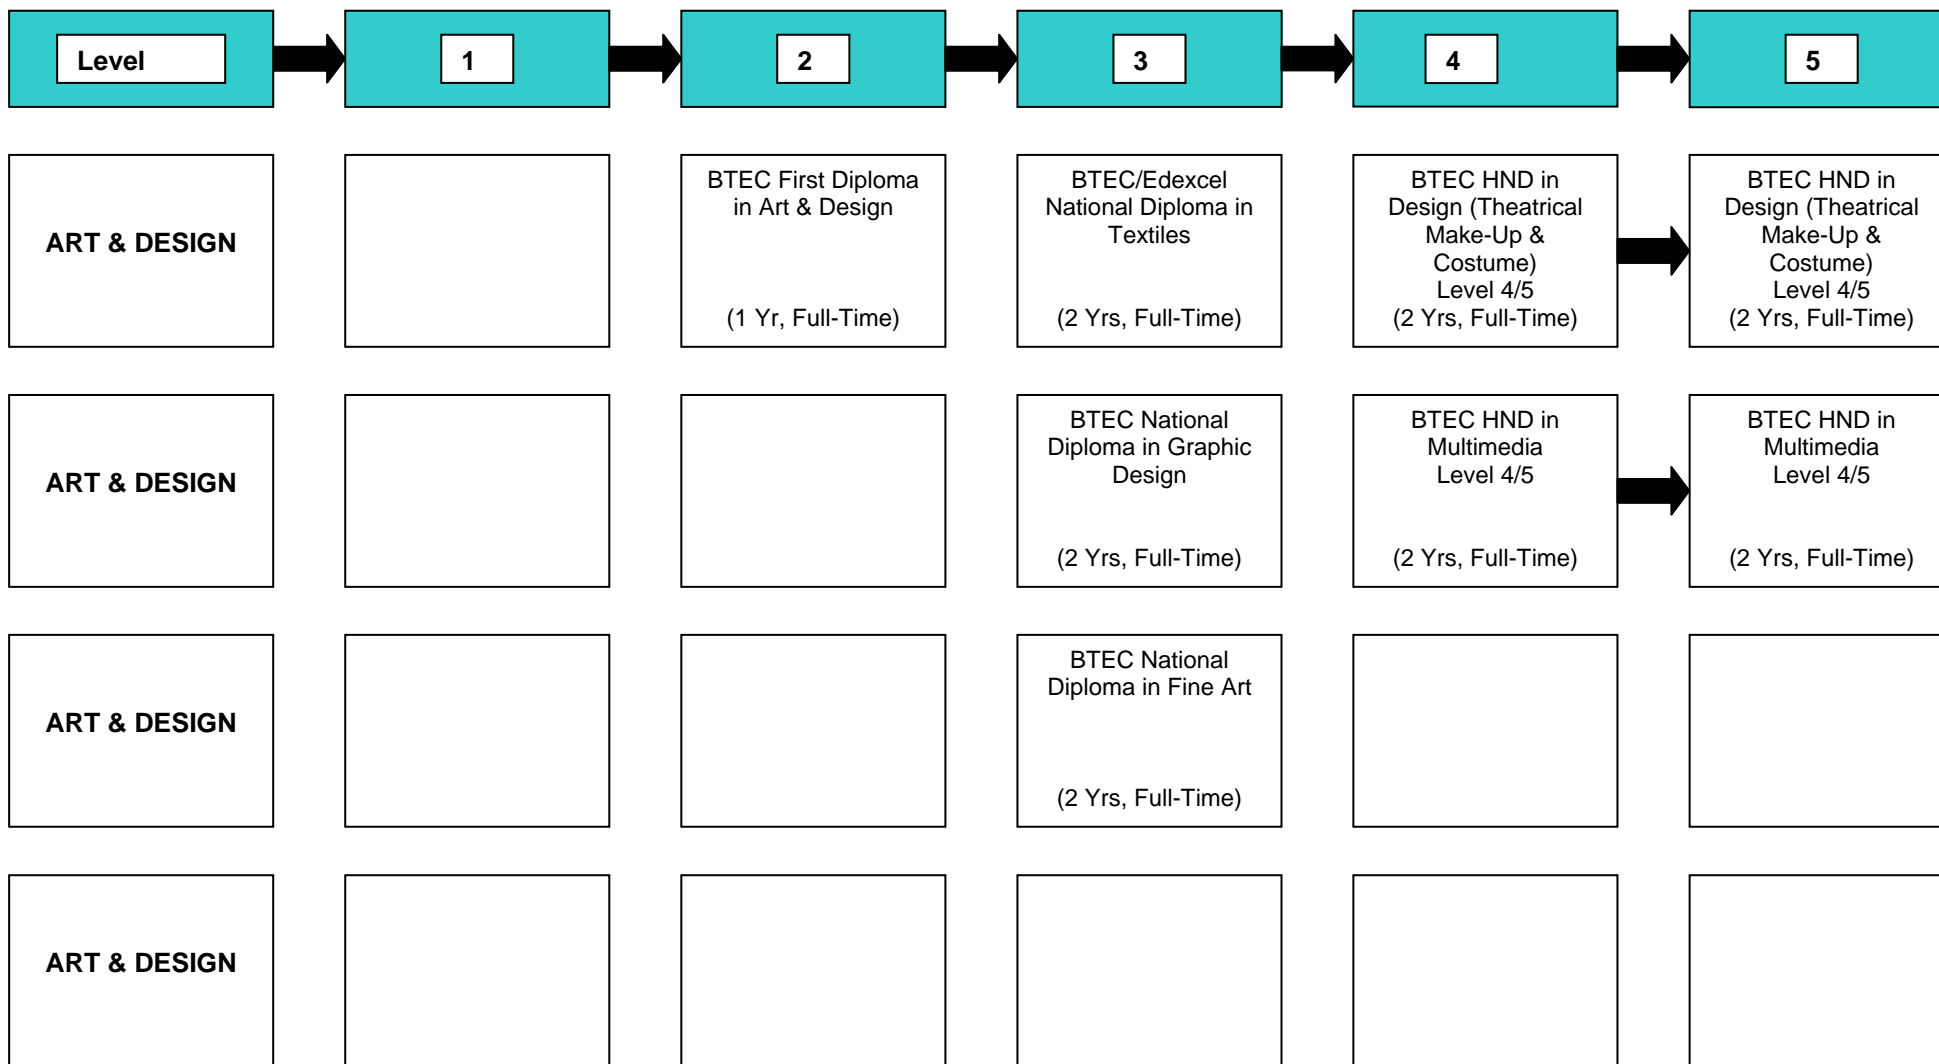 Level
1
2
3
4
5
ART & DESIGN
BTEC First Diploma
in Art & Design
(1 Yr, Full-Time)
BTEC/Edexcel
National Diploma in
Textiles
(2 Yrs, Full-Time)
BTEC HND in
Design (Theatrical
Make-Up &
Costume)
Level 4/5
(2 Yrs, Full-Time)
BTEC HND in
Design (Theatrical
Make-Up &
Costume)
Level 4/5
(2 Yrs, Full-Time)
ART & DESIGN
BTEC National
Diploma in Graphic
Design
(2 Yrs, Full-Time)
BTEC HND in
Multimedia
Level 4/5
(2 Yrs, Full-Time)
BTEC HND in
Multimedia
Level 4/5
(2 Yrs, Full-Time)
ART & DESIGN
BTEC National
Diploma in Fine Art
(2 Yrs, Full-Time)
ART & DESIGN